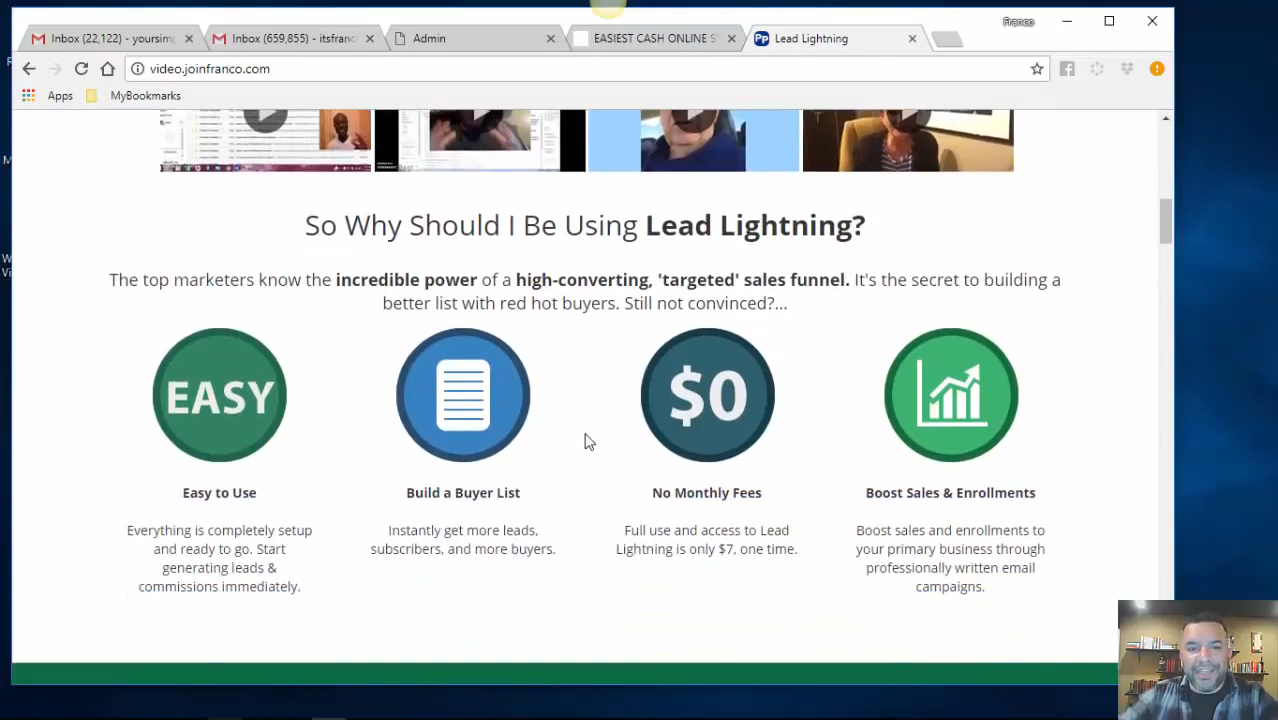 Franco
Inbox (22,122) - yoursimp
Inbox (659,855) - itsfranc
Admin
EASIEST CASH ONLINE S
Lead Lightning
video.joinfranco.com
Apps
MyBookmarks
So Why Should I Be Using Lead Lightning?
The top marketers know the incredible power of a high-converting, 'targeted' sales funnel. It's the secret to building a
better list with red hot buyers. Still not convinced?...
EASY
$0
Easy to Use
Build a Buyer List
No Monthly Fees
Boost Sales & Enrollments
Everything is completely setup
and ready to go. Start
generating leads &
commissions immediately.
Instantly get more leads,
subscribers, and more buyers.
Full use and access to Lead
Lightning is only $7, one time.
Boost sales and enrollments to
your primary business through
professionally written email
campaigns.